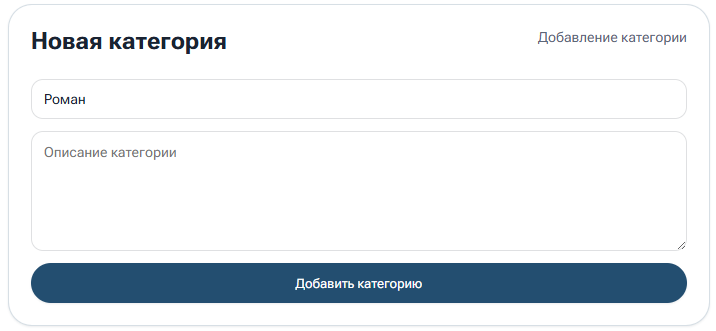 Новая категория
Добавление категории
Роман
Описание категории
Добавить категорию